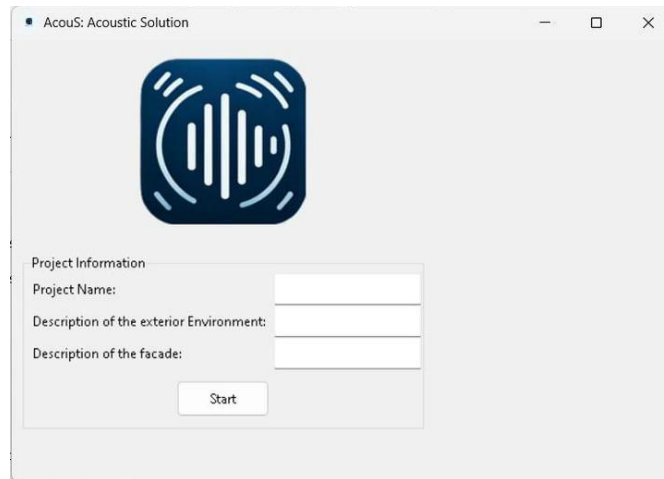 AcouS: Acoustic Solution
Project Information
Project Name:
Description of the exterior Environment:
Description of the facade:
Start